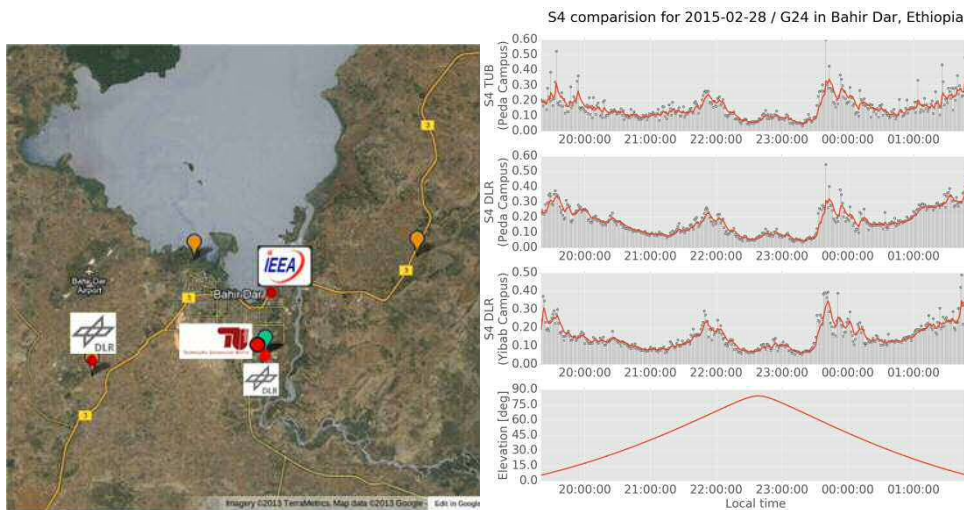 S4 comparision for 2015-02-28 / G24 in Bahir Dar, Ethiopia
3
3
3
3
iEEA
Bahir Dar
Bahir Dar
Airport
DLR
DLR
Imagery ©2013 TerraMetrics, Map data ©2013 Google -
Edit in Google
S4 TUB
(Peda Campus)
0.60
0.50
0.40
0.30
0.20
0.10
0.00
20:00:00 21:00:00 22:00:00 23:00:00 00:00:00 01:00:00
S4 DLR
(Peda Campus)
0.60
0.50
0.40
0.30
0.20
0.10
0.00
20:00:00 21:00:00 22:00:00 23:00:00 00:00:00 01:00:00
S4 DLR
(Yibab Campus)
0.50
0.40
0.30
0.20
0.10
0.00
20:00:00 21:00:00 22:00:00 23:00:00 00:00:00 01:00:00
Elevation [deg]
90.0
75.0
60.0
45.0
30.0
15.0
0.0
20:00:00 21:00:00 22:00:00 23:00:00 00:00:00 01:00:00
Local time